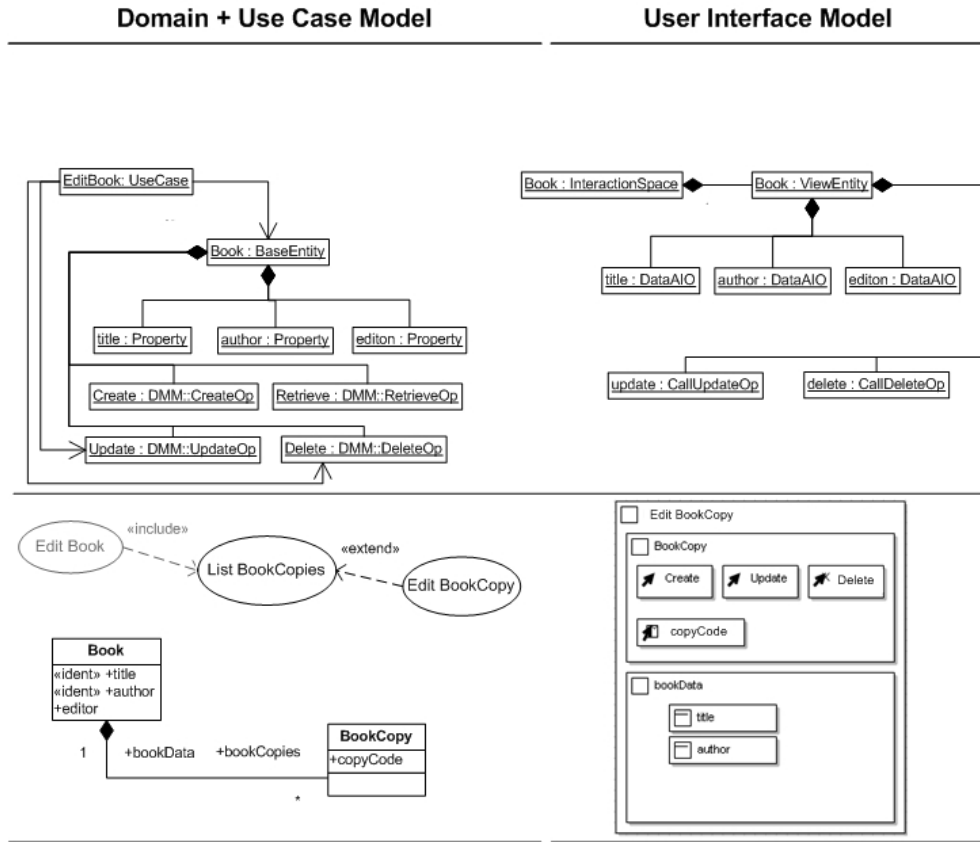 Domain + Use Case Model
User Interface Model
EditBook: UseCase
Book : BaseEntity
title : Property
author : Property
editon : Property
Create : DMM::CreateOp
Retrieve : DMM::RetrieveOp
Update : DMM::UpdateOp
Delete : DMM::DeleteOp
Book : InteractionSpace
Book : ViewEntity
title : DataAIO
author : DataAIO
editon : DataAIO
update : CallUpdateOp
delete : CallDeleteOp
Edit Book
«include»
List BookCopies
«extend»
Edit BookCopy
Book
«ident» +title
«ident» +author
+editor
1
+bookData
+bookCopies
*
BookCopy
+copyCode
Edit BookCopy
BookCopy
Create
Update
Delete
copyCode
bookData
title
author